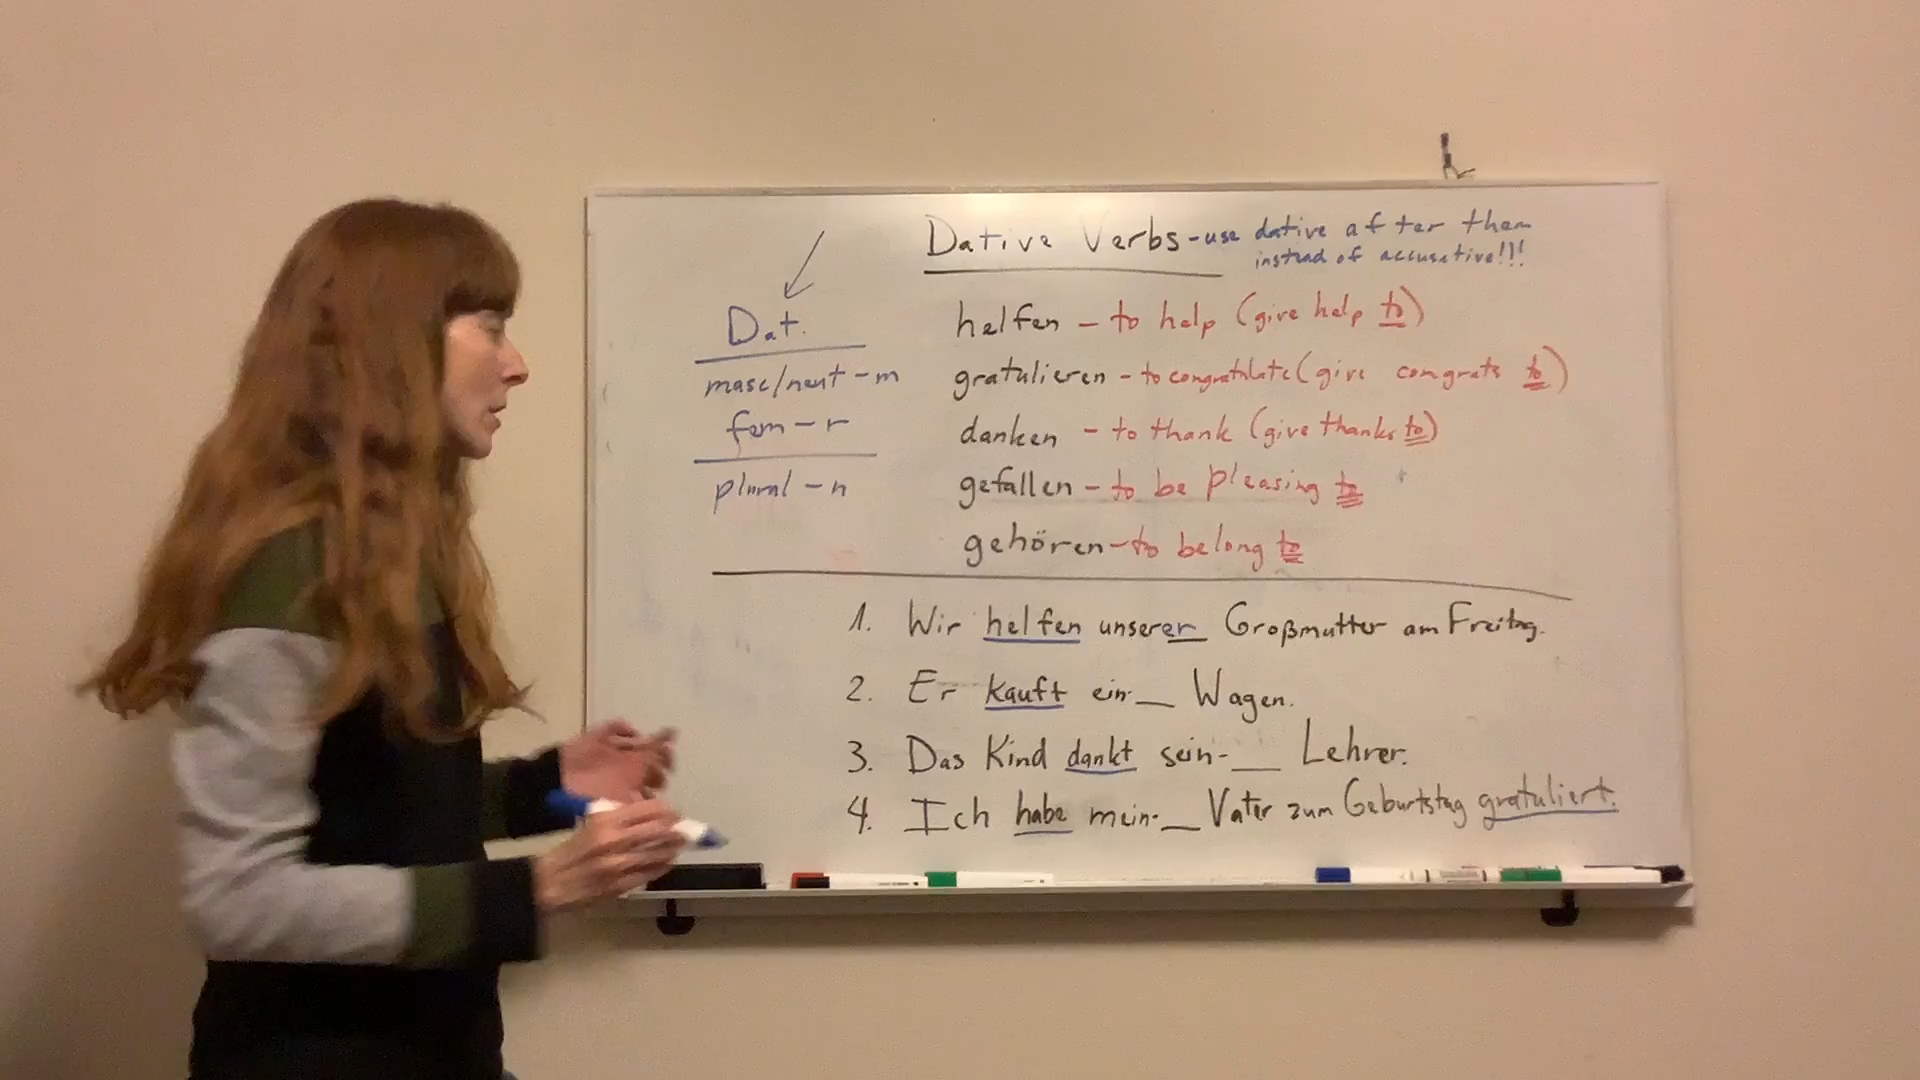 Dative Verbs - use dative after them
instead of accusative!!!
Dat.
masc/neut - m
fem - r
plural - n
helfen - to help (give help to)
gratulieren - to congratulate (give congrats to)
danken - to thank (give thanks to)
gefallen - to be pleasing to
gehören - to belong to
1. Wir helfen unserer Großmutter am Freitag.
2. Er kauft ein-__ Wagen.
3. Das Kind dankt sein-__ Lehrer.
4. Ich habe mein-__ Vater zum Geburtstag gratuliert.